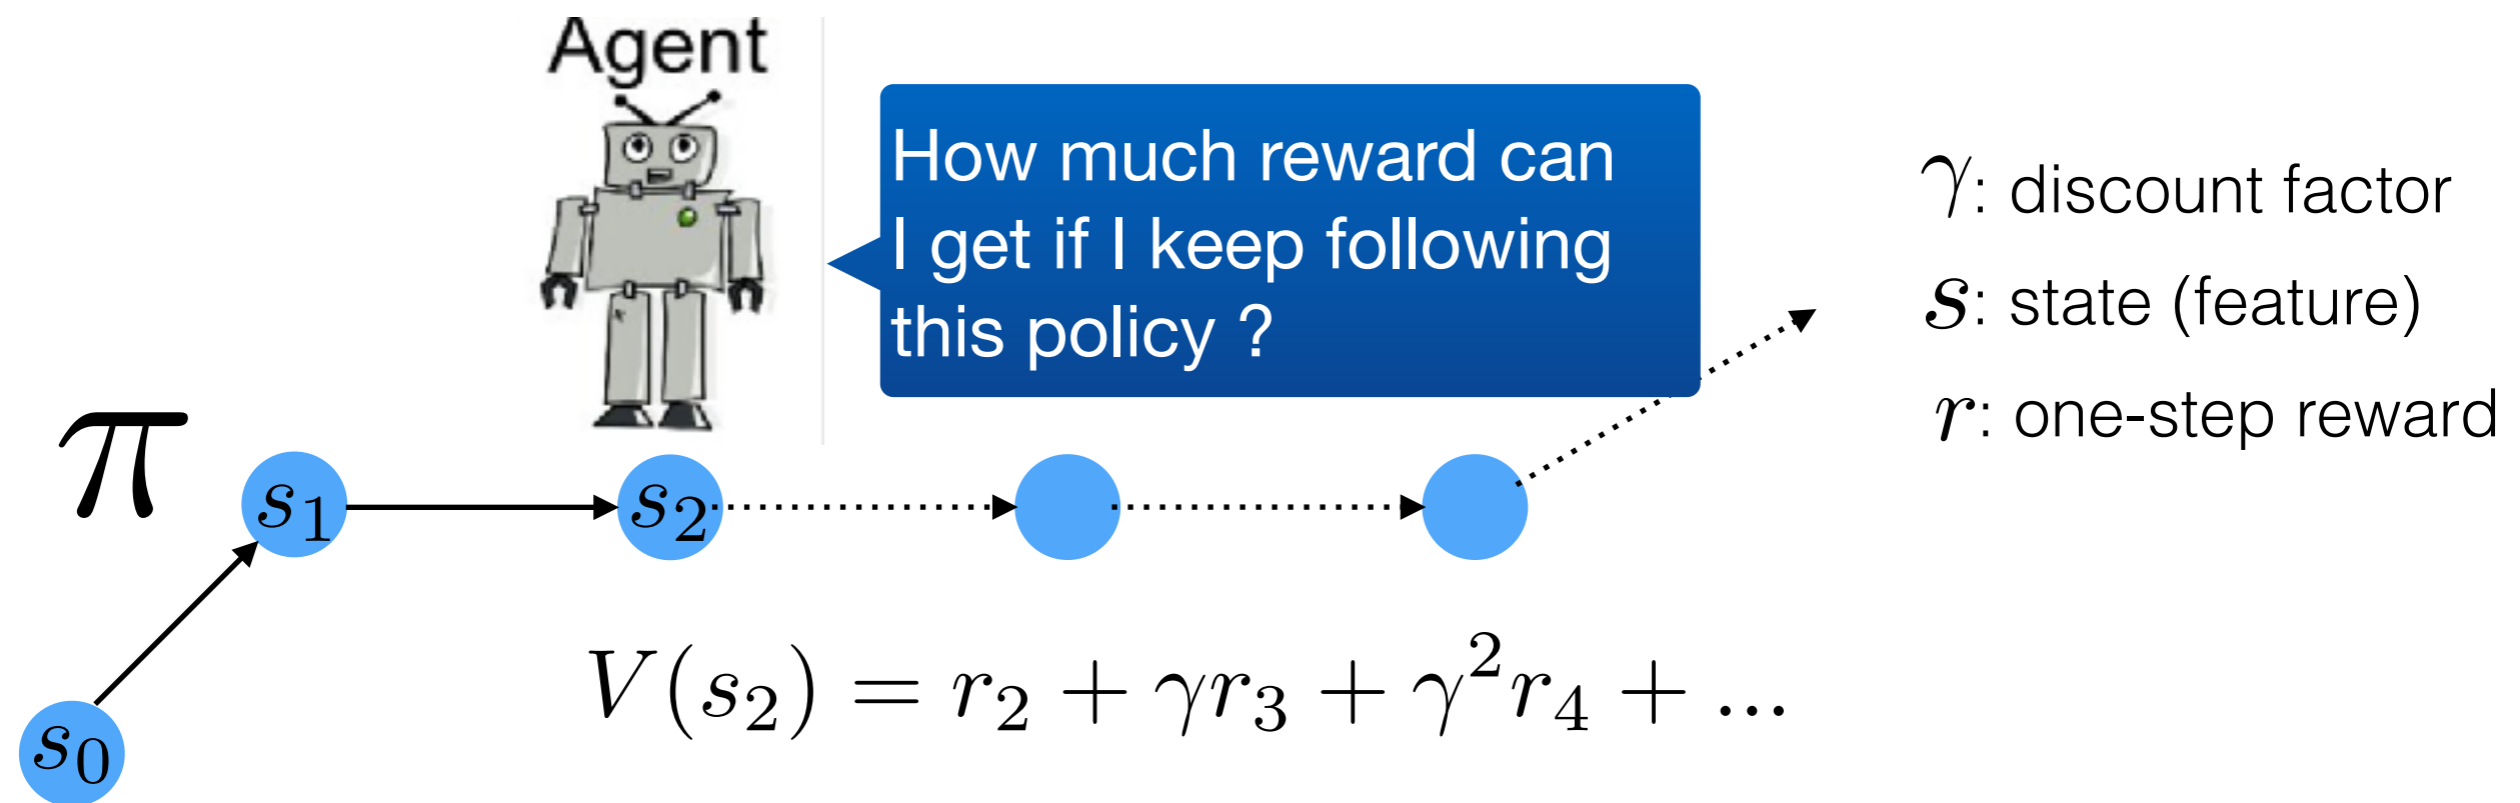 Agent
How much reward can
I get if I keep following
this policy ?
γ: discount factor
s: state (feature)
r: one-step reward
π
s₁
s₂
V(s₂) = r₂ + γr₃ + γ²r₄ + ...
s₀